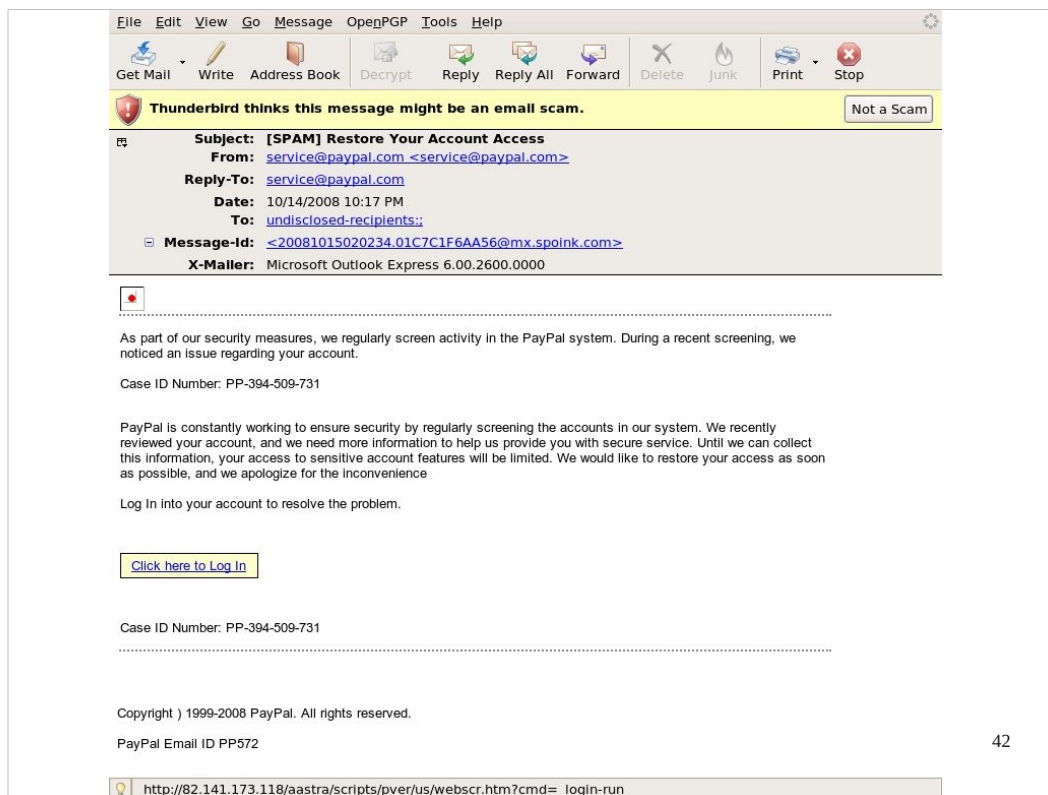 File Edit View Go Message OpenPGP Tools Help
Get Mail Write Address Book Decrypt Reply Reply All Forward Delete Junk Print Stop
Thunderbird thinks this message might be an email scam. Not a Scam
Subject: [SPAM] Restore Your Account Access
From: service@paypal.com <service@paypal.com>
Reply-To: service@paypal.com
Date: 10/14/2008 10:17 PM
To: undisclosed-recipients:;
Message-Id: <20081015020234.01C7C1F6AA56@mx.spoink.com>
X-Mailer: Microsoft Outlook Express 6.00.2600.0000
As part of our security measures, we regularly screen activity in the PayPal system. During a recent screening, we
noticed an issue regarding your account.
Case ID Number: PP-394-509-731
PayPal is constantly working to ensure security by regularly screening the accounts in our system. We recently
reviewed your account, and we need more information to help us provide you with secure service. Until we can collect
this information, your access to sensitive account features will be limited. We would like to restore your access as soon
as possible, and we apologize for the inconvenience
Log In into your account to resolve the problem.
Click here to Log In
Case ID Number: PP-394-509-731
Copyright ) 1999-2008 PayPal. All rights reserved.
PayPal Email ID PP572
42
http://82.141.173.118/aastra/scripts/pver/us/webscr.htm?cmd=_login-run